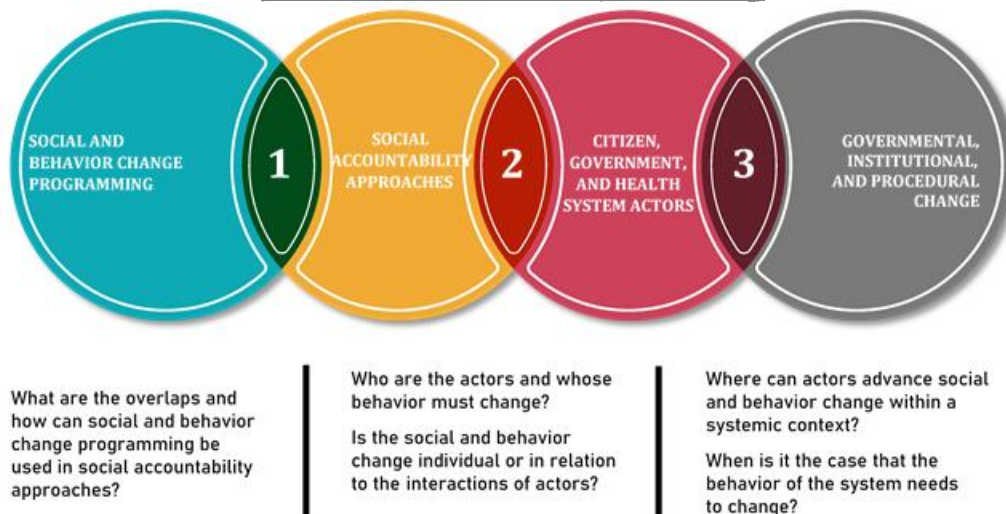 SOCIAL AND
BEHAVIOR CHANGE
PROGRAMMING
1
SOCIAL
ACCOUNTABILITY
APPROACHES
2
CITIZEN,
GOVERNMENT,
AND HEALTH
SYSTEM ACTORS
3
GOVERNMENTAL,
INSTITUTIONAL,
AND PROCEDURAL
CHANGE
What are the overlaps and
how can social and behavior
change programming be
used in social accountability
approaches?
Who are the actors and whose
behavior must change?
Is the social and behavior
change individual or in relation
to the interactions of actors?
Where can actors advance social
and behavior change within a
systemic context?
When is it the case that the
behavior of the system needs
to change?